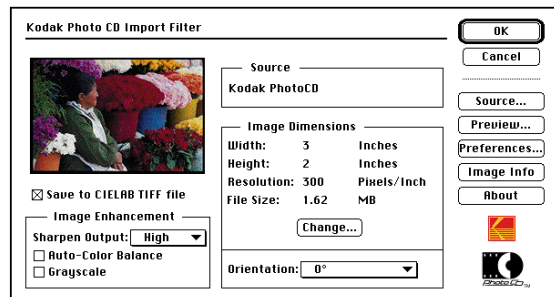 Kodak Photo CD Import Filter
OK
Cancel
Source
Kodak PhotoCD
Source...
Preview...
Preferences...
Image Info
About
Image Dimensions
Width: 3 Inches
Height: 2 Inches
Resolution: 300 Pixels/Inch
File Size: 1.62 MB
Change...
Orientation: 0°
Save to CIELAB TIFF file
Image Enhancement
Sharpen Output: High
Auto-Color Balance
Grayscale
Photo CD TM